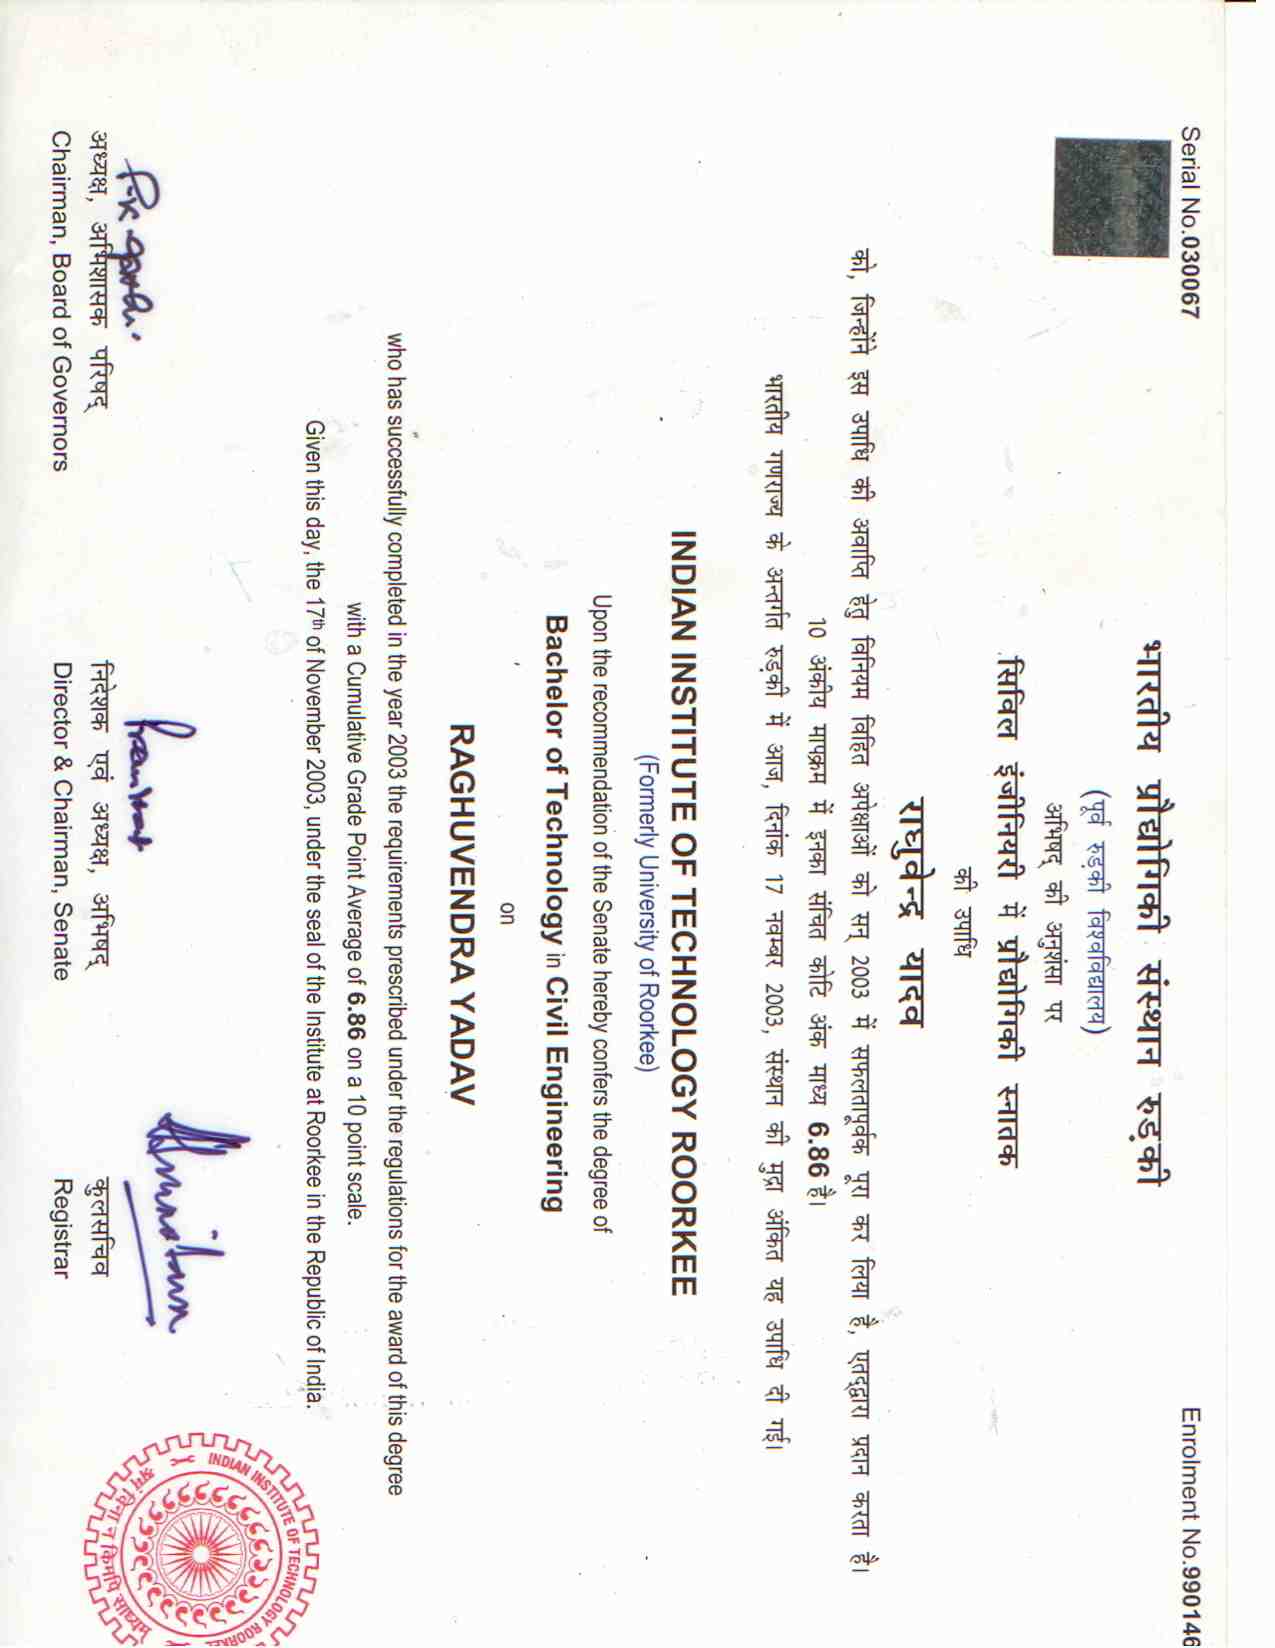 Serial No.030067
Enrolment No.990146
भारतीय प्रौद्योगिकी संस्थान रुड़की
(पूर्व रुड़की विश्वविद्यालय)
अभिषद् की अनुशंसा पर
सिविल इंजीनियरी में प्रौद्योगिकी स्नातक
की उपाधि
राघुवेन्द्र यादव
को, जिन्होंने इस उपाधि की अवाप्ति हेतु विनियम विहित अपेक्षाओं को सन् 2003 में सफलतापूर्वक पूरा कर लिया है, एतद्द्वारा प्रदान करता है।
10 अंकीय मापक्रम में इनका संचित कोटि अंक माध्य 6.86 है।
भारतीय गणराज्य के अन्तर्गत रुड़की में आज, दिनांक 17 नवम्बर 2003, संस्थान की मुद्रा अंकित यह उपाधि दी गई।
INDIAN INSTITUTE OF TECHNOLOGY ROORKEE
(Formerly University of Roorkee)
Upon the recommendation of the Senate hereby confers the degree of
Bachelor of Technology in Civil Engineering
on
RAGHUVENDRA YADAV
who has successfully completed in the year 2003 the requirements prescribed under the regulations for the award of this degree
with a Cumulative Grade Point Average of 6.86 on a 10 point scale.
Given this day, the 17th of November 2003, under the seal of the Institute at Roorkee in the Republic of India.
अध्यक्ष, अभिशासक परिषद्
Chairman, Board of Governors
निदेशक एवं अध्यक्ष, अभिषद्
Director & Chairman, Senate
कुलसचिव
Registrar
INDIAN INSTITUTE OF TECHNOLOGY ROORKEE